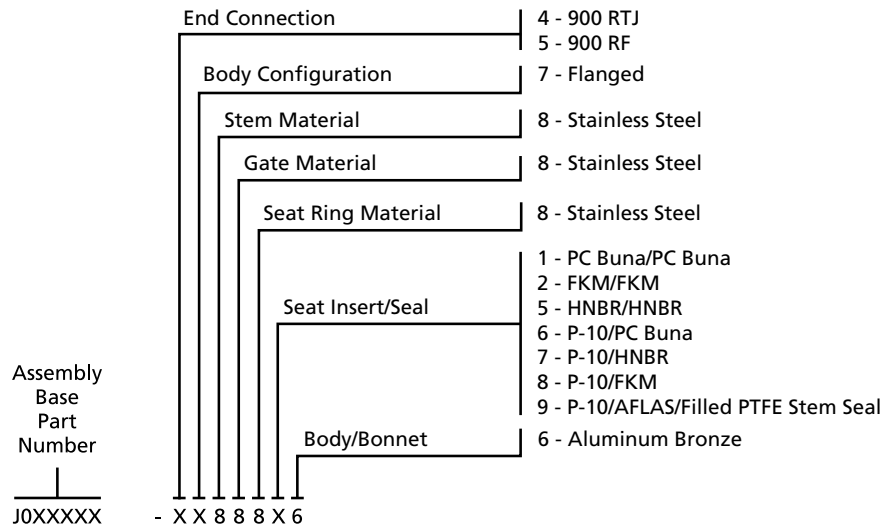 End Connection
4 - 900 RTJ
5 - 900 RF
Body Configuration
7 - Flanged
Stem Material
8 - Stainless Steel
Gate Material
8 - Stainless Steel
Seat Ring Material
8 - Stainless Steel
Seat Insert/Seal
1 - PC Buna/PC Buna
2 - FKM/FKM
5 - HNBR/HNBR
6 - P-10/PC Buna
7 - P-10/HNBR
8 - P-10/FKM
9 - P-10/AFLAS/Filled PTFE Stem Seal
Body/Bonnet
6 - Aluminum Bronze
Assembly
Base
Part
Number
J0XXXXX - X X 8 8 8 X 6